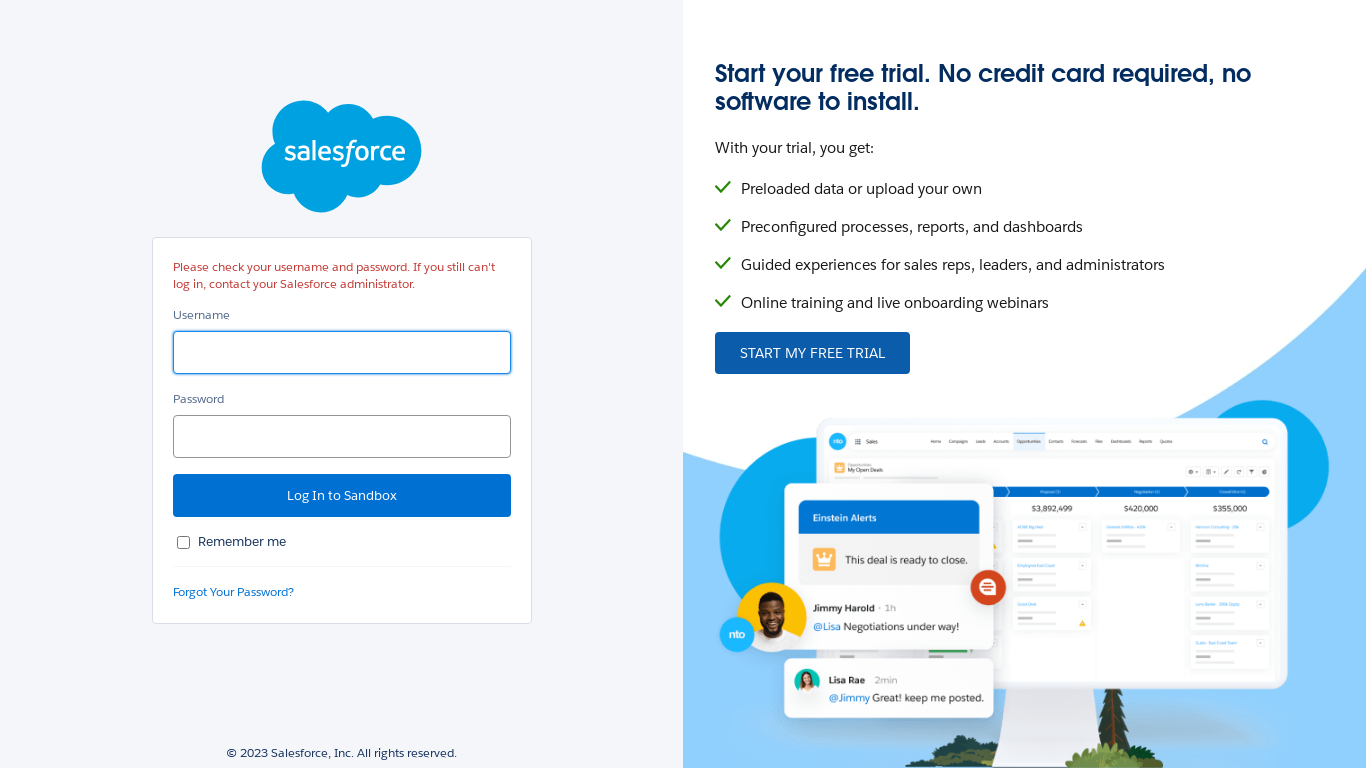 salesforce
Please check your username and password. If you still can't
log in, contact your Salesforce administrator.
Username
Password
Log In to Sandbox
Remember me
Forgot Your Password?
© 2023 Salesforce, Inc. All rights reserved.
Start your free trial. No credit card required, no
software to install.
With your trial, you get:
Preloaded data or upload your own
Preconfigured processes, reports, and dashboards
Guided experiences for sales reps, leaders, and administrators
Online training and live onboarding webinars
START MY FREE TRIAL
nto
Sales
Home Campaigns Leads Accounts Opportunities Contacts Forecasts Files Dashboards Reports Quotes
Opportunities
My Open Deals
$3,892,499 $420,000 $355,000
Einstein Alerts
This deal is ready to close.
Jimmy Harold · 1h
@Lisa Negotiations under way!
nto
Lisa Rae 2min
@Jimmy Great! keep me posted.